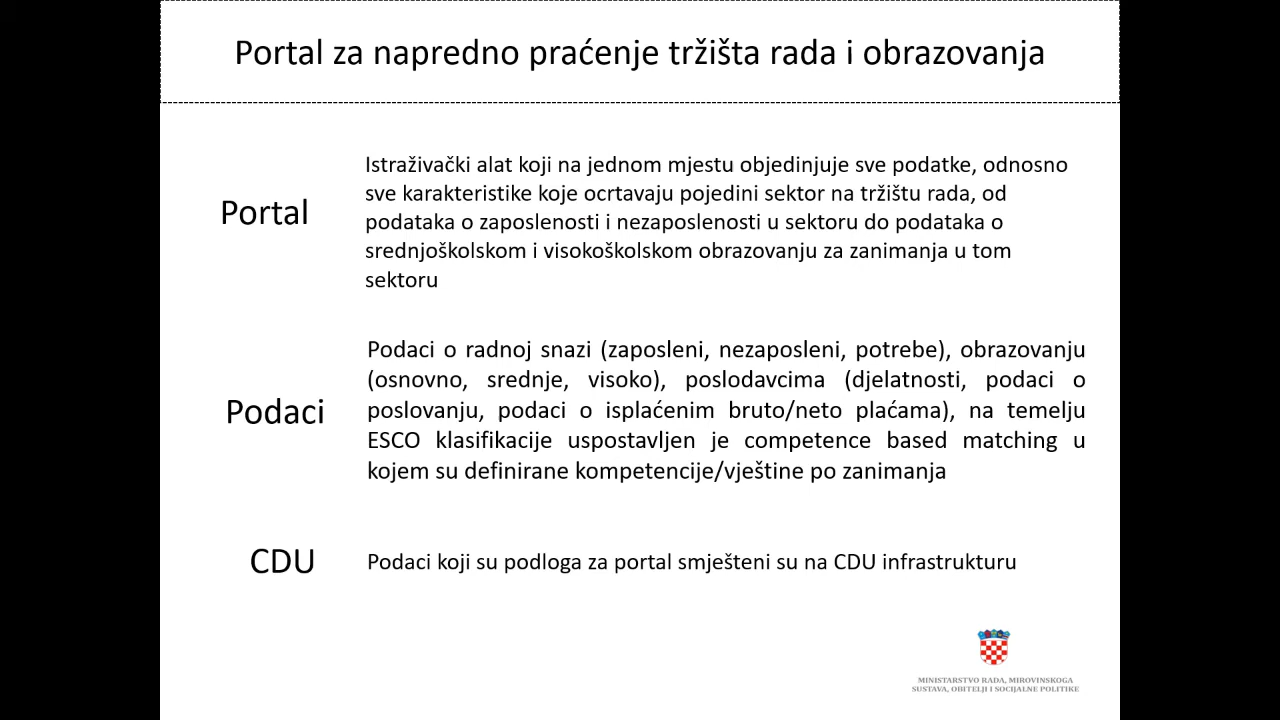 Portal za napredno praćenje tržišta rada i obrazovanja
Portal
Istraživački alat koji na jednom mjestu objedinjuje sve podatke, odnosno
sve karakteristike koje ocrtavaju pojedini sektor na tržištu rada, od
podataka o zaposlenosti i nezaposlenosti u sektoru do podataka o
srednjoškolskom i visokoškolskom obrazovanju za zanimanja u tom
sektoru
Podaci
Podaci o radnoj snazi (zaposleni, nezaposleni, potrebe), obrazovanju
(osnovno, srednje, visoko), poslodavcima (djelatnosti, podaci o
poslovanju, podaci o isplaćenim bruto/neto plaćama), na temelju
ESCO klasifikacije uspostavljen je competence based matching u
kojem su definirane kompetencije/vještine po zanimanja
CDU
Podaci koji su podloga za portal smješteni su na CDU infrastrukturu
MINISTARSTVO RADA, MIROVINSKOGA
SUSTAVA, OBITELJI I SOCIJALNE POLITIKE